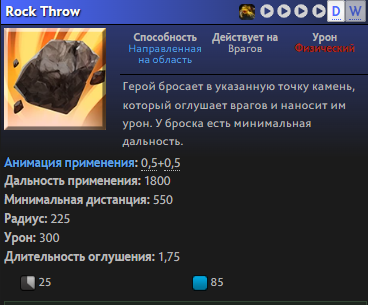 Rock Throw
D W
Способность
Направленная
на область
Действует на
Врагов
Урон
Физический
Герой бросает в указанную точку камень,
который оглушает врагов и наносит им
урон. У броска есть минимальная
дальность.
Анимация применения: 0,5+0,5
Дальность применения: 1800
Минимальная дистанция: 550
Радиус: 225
Урон: 300
Длительность оглушения: 1,75
25
85